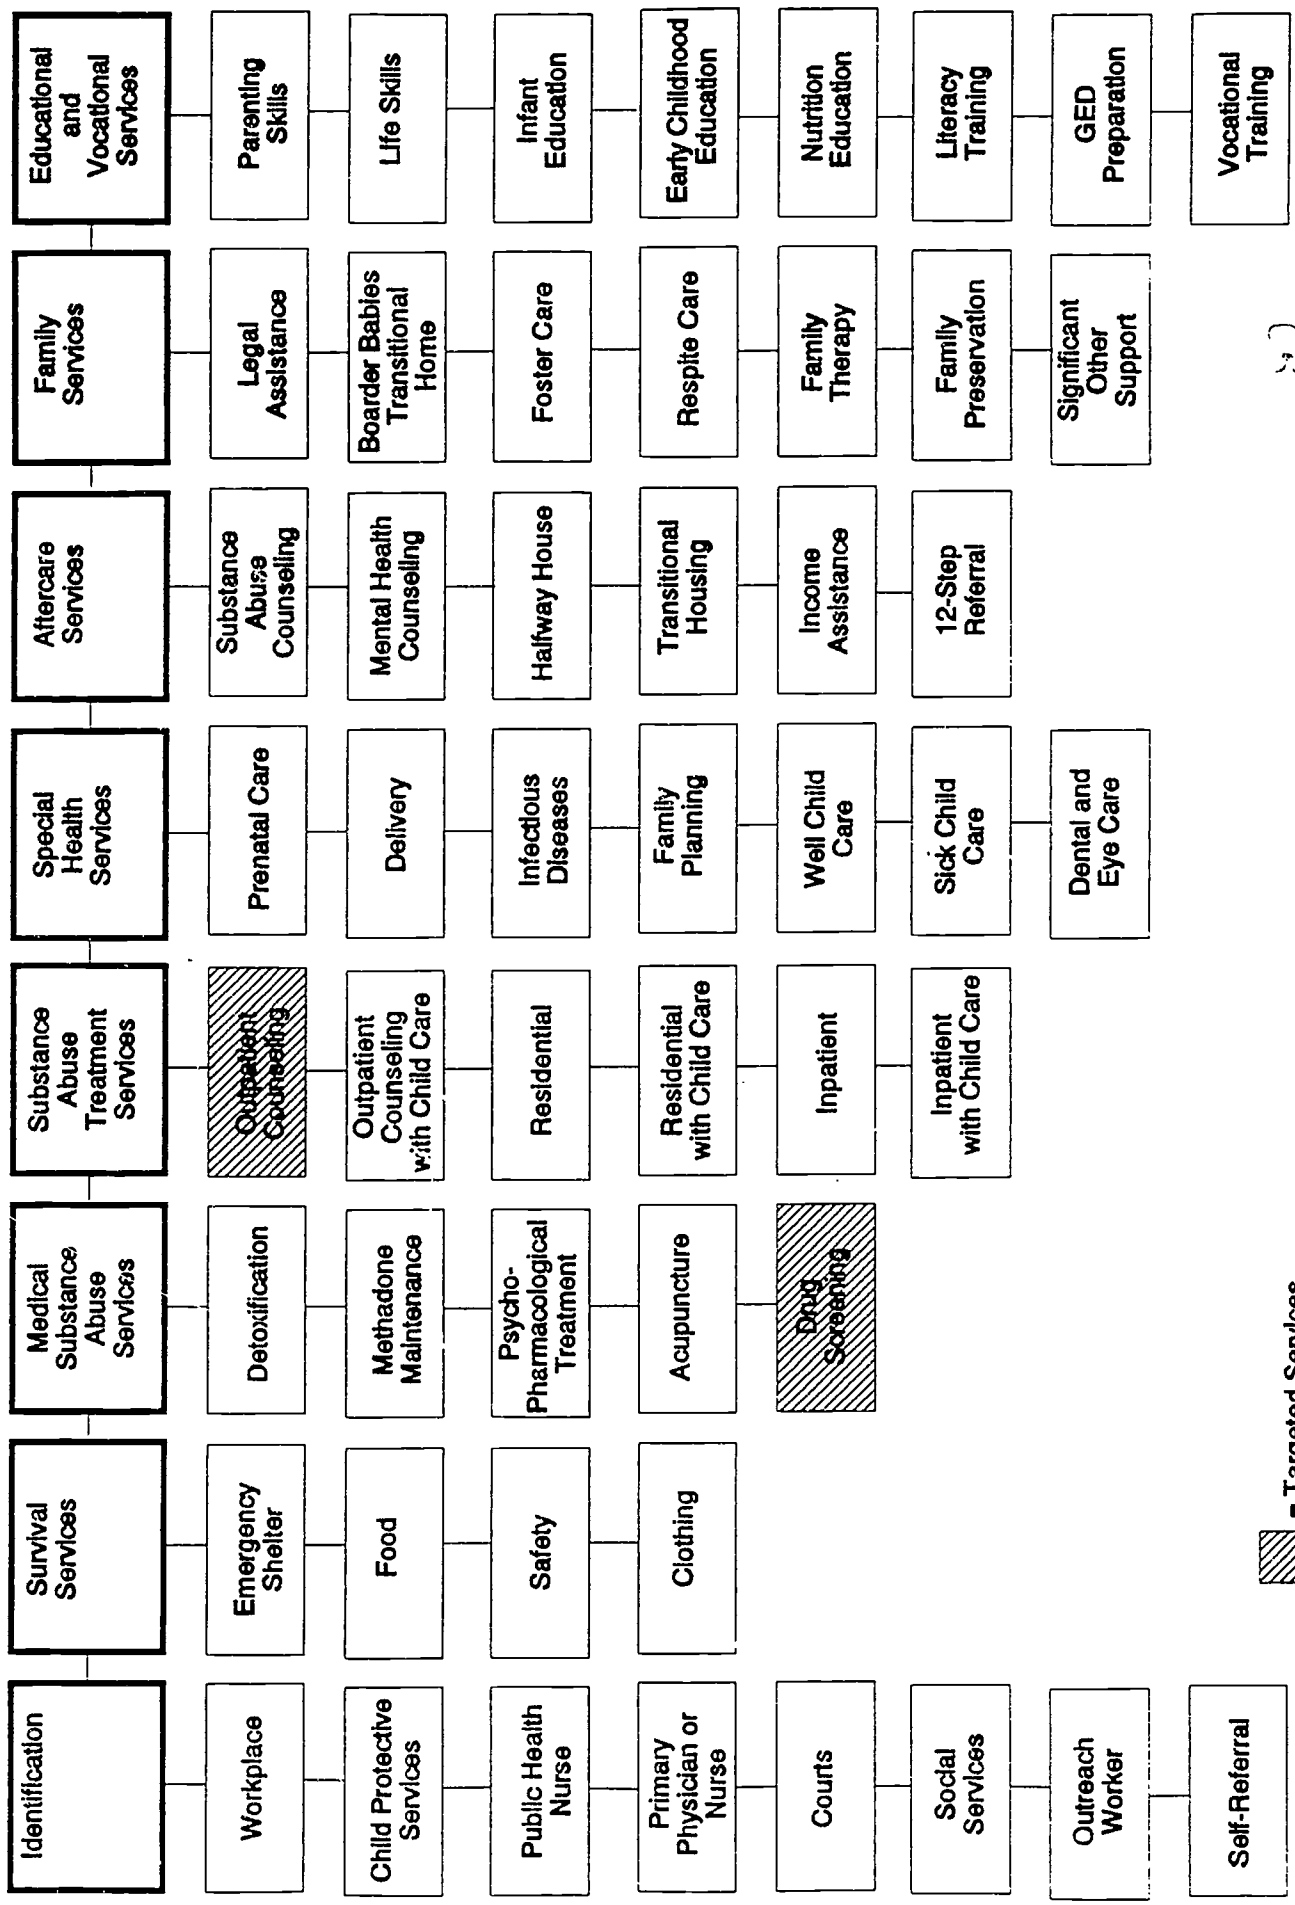 Identification
Workplace
Child Protective
Services
Public Health
Nurse
Primary
Physician or
Nurse
Courts
Social
Services
Outreach
Worker
Self-Referral
Survival
Services
Emergency
Shelter
Food
Safety
Clothing
Medical
Substance
Abuse
Services
Detoxification
Methadone
Maintenance
Psycho-
Pharmacological
Treatment
Acupuncture
Drug
Screening
Substance
Abuse
Treatment
Services
Outpatient
Counseling
Outpatient
Counseling
with Child Care
Residential
Residential
with Child Care
Inpatient
Inpatient
with Child Care
Special
Health
Services
Prenatal Care
Delivery
Infectious
Diseases
Family
Planning
Well Child
Care
Sick Child
Care
Dental and
Eye Care
Aftercare
Services
Substance
Abuse
Counseling
Mental Health
Counseling
Halfway House
Transitional
Housing
Income
Assistance
12-Step
Referral
Family
Services
Legal
Assistance
Boarder Babies
Transitional
Home
Foster Care
Respite Care
Family
Therapy
Family
Preservation
Significant
Other
Support
Educational
and
Vocational
Services
Parenting
Skills
Life Skills
Infant
Education
Early Childhood
Education
Nutrition
Education
Literacy
Training
GED
Preparation
Vocational
Training
= Targeted Services